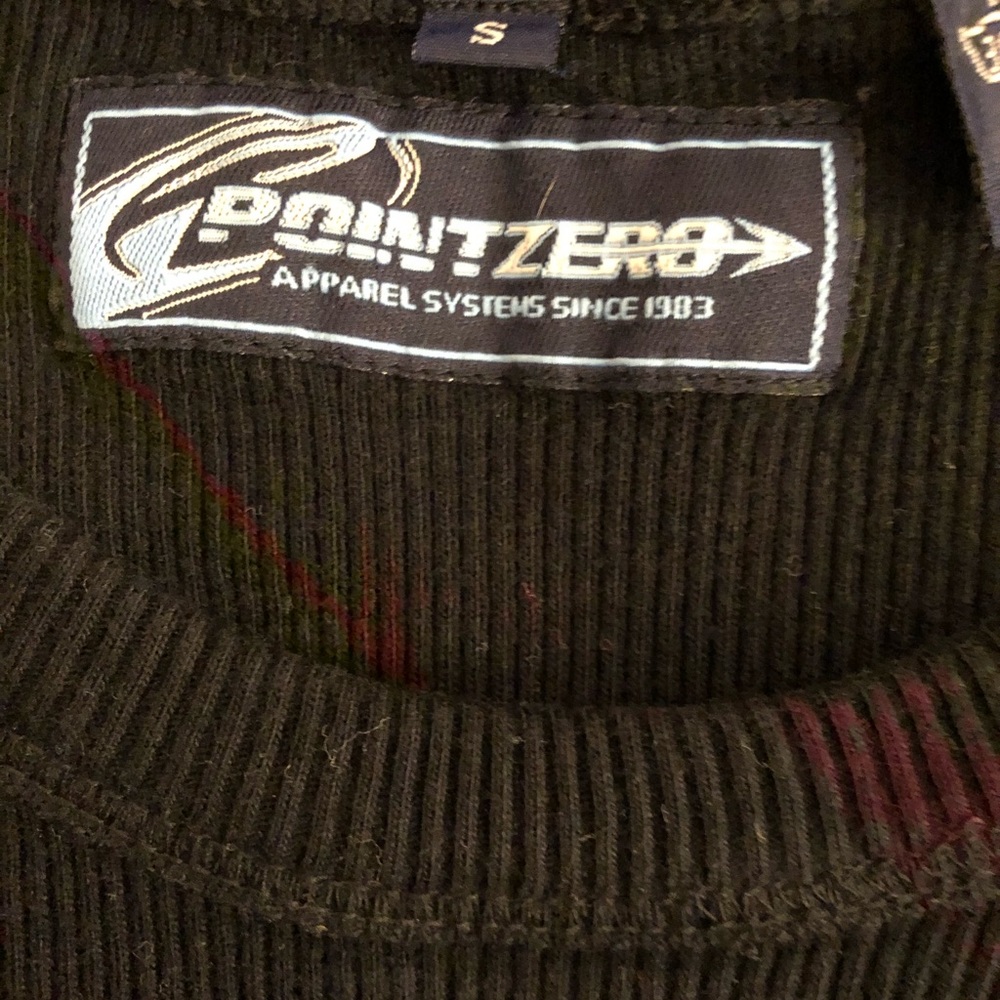 S
POINTZERO
APPAREL SYSTEMS SINCE 1983